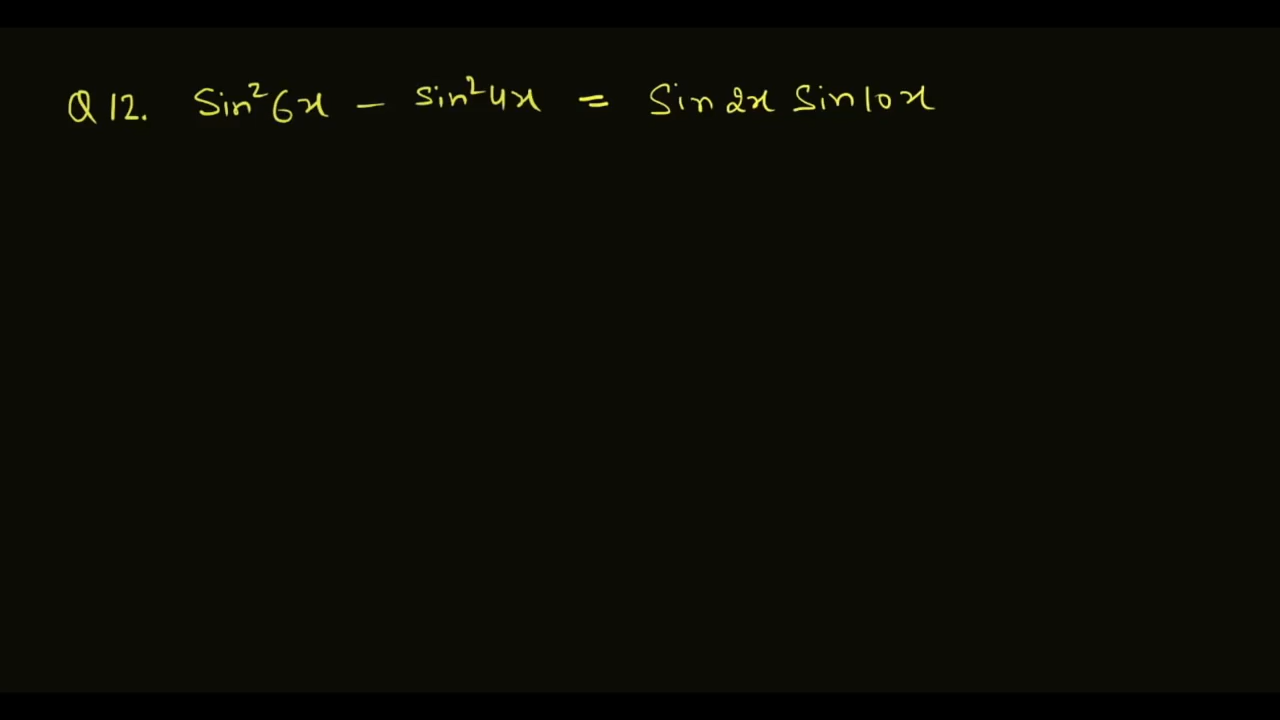 Q 12. Sin²6x – sin²4x = Sin 2x Sin 10x